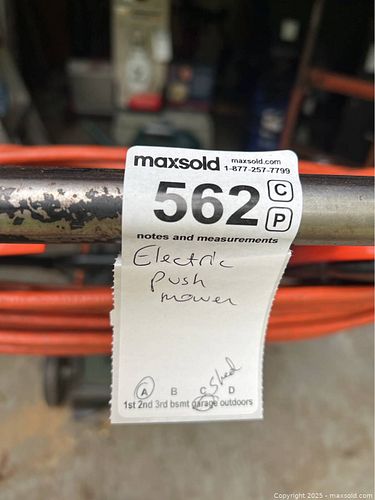 maxsold maxsold.com
1-877-257-7799
562 C
P
notes and measurements
Electric
push
mower
shed
A B C D
1st 2nd 3rd bsmt garage outdoors
Copyright © 2025 - maxsold.com